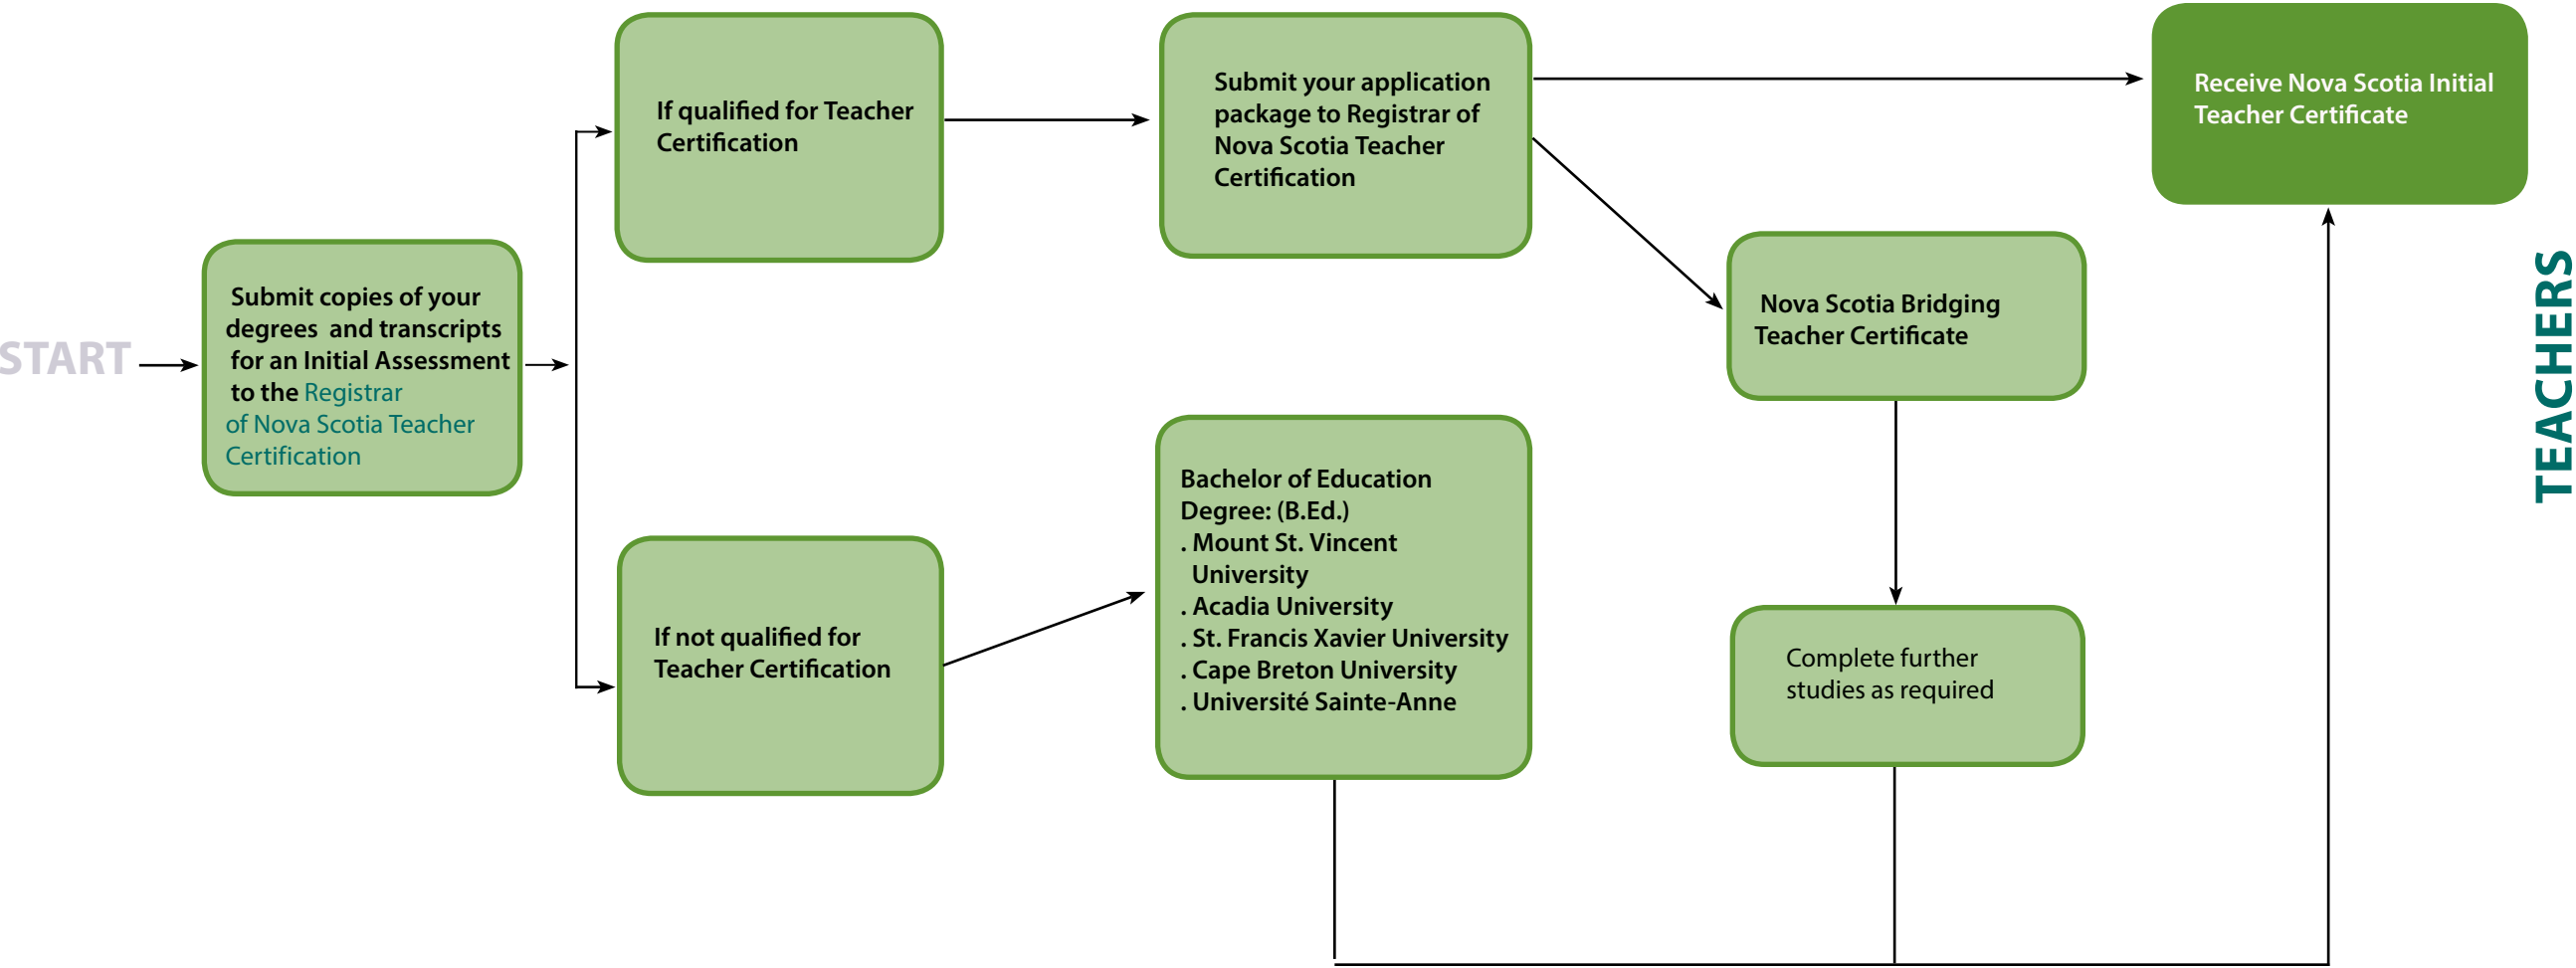 START
Submit copies of your
degrees and transcripts
for an Initial Assessment
to the Registrar
of Nova Scotia Teacher
Certification
If qualified for Teacher
Certification
Submit your application
package to Registrar of
Nova Scotia Teacher
Certification
Receive Nova Scotia Initial
Teacher Certificate
Nova Scotia Bridging
Teacher Certificate
If not qualified for
Teacher Certification
Bachelor of Education
Degree: (B.Ed.)
. Mount St. Vincent
University
. Acadia University
. St. Francis Xavier University
. Cape Breton University
. Université Sainte-Anne
Complete further
studies as required
TEACHERS